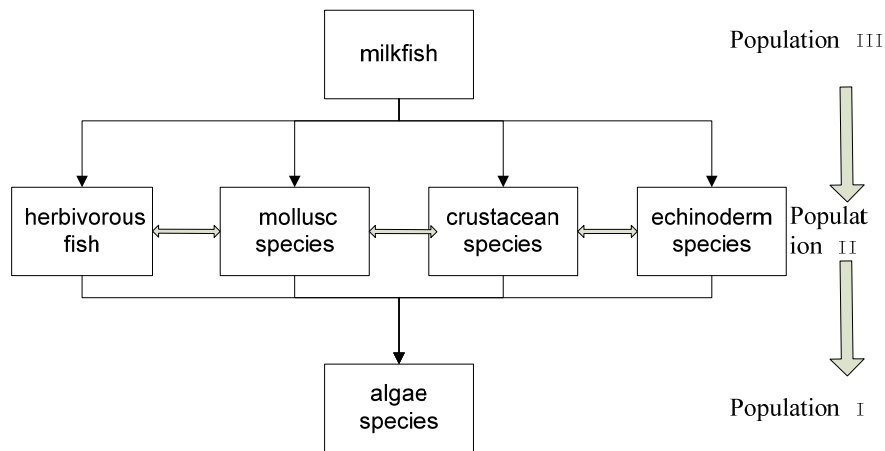 milkfish
Population III
herbivorous
fish
mollusc
species
crustacean
species
echinoderm
species
Populat
ion II
algae
species
Population I